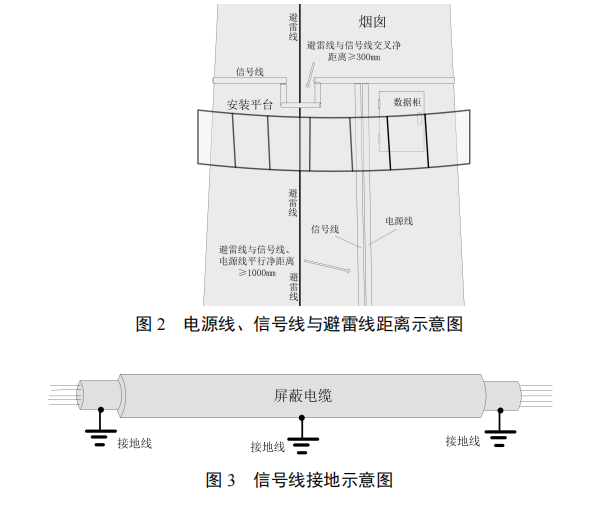 避雷线
烟囱
避雷线与信号线交叉净
距离≥300mm
信号线
数据柜
安装平台
避雷线
信号线
电源线
避雷线与信号线、
电源线平行净距离
≥1000mm
避雷线
图 2 电源线、信号线与避雷线距离示意图
屏蔽电缆
接地线
接地线
接地线
图 3 信号线接地示意图